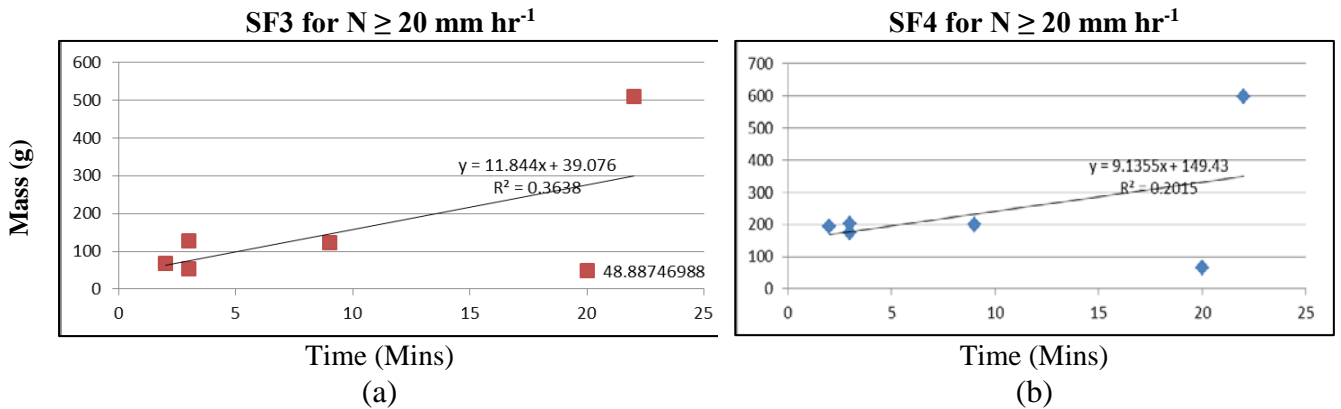 SF3 for N ≥ 20 mm hr-1
Mass (g)
600
500
400
300
200
100
0
y = 11.844x + 39.076
R² = 0.3638
48.88746988
0 5 10 15 20 25
Time (Mins)
(a)
SF4 for N ≥ 20 mm hr-1
700
600
500
400
300
200
100
0
y = 9.1355x + 149.43
R² = 0.2015
0 5 10 15 20 25
Time (Mins)
(b)